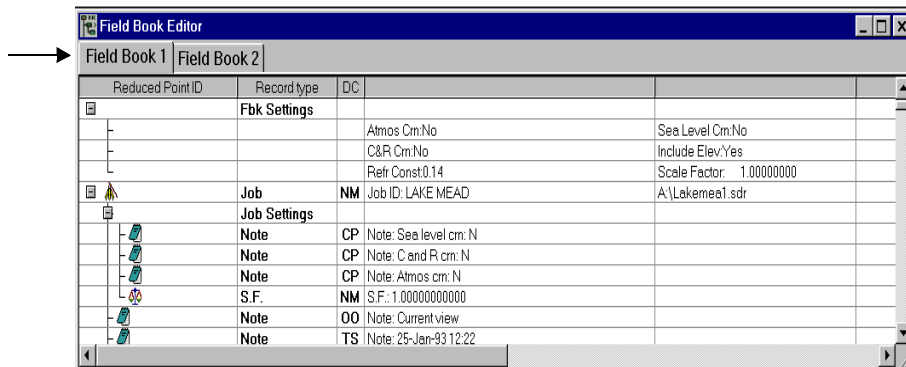 Field Book Editor
Field Book 1 Field Book 2
Reduced Point ID Record type DC
Fbk Settings
Atmos Crn:No Sea Level Crn:No
C&R Crn:No Include Elev:Yes
Refr Const:0.14 Scale Factor: 1.00000000
Job NM Job ID: LAKE MEAD A:\Lakemea1.sdr
Job Settings
Note CP Note: Sea level crn: N
Note CP Note: C and R crn: N
Note CP Note: Atmos crn: N
S.F. NM S.F.: 1.00000000000
Note OO Note: Current view
Note TS Note: 25-Jan-93 12:22